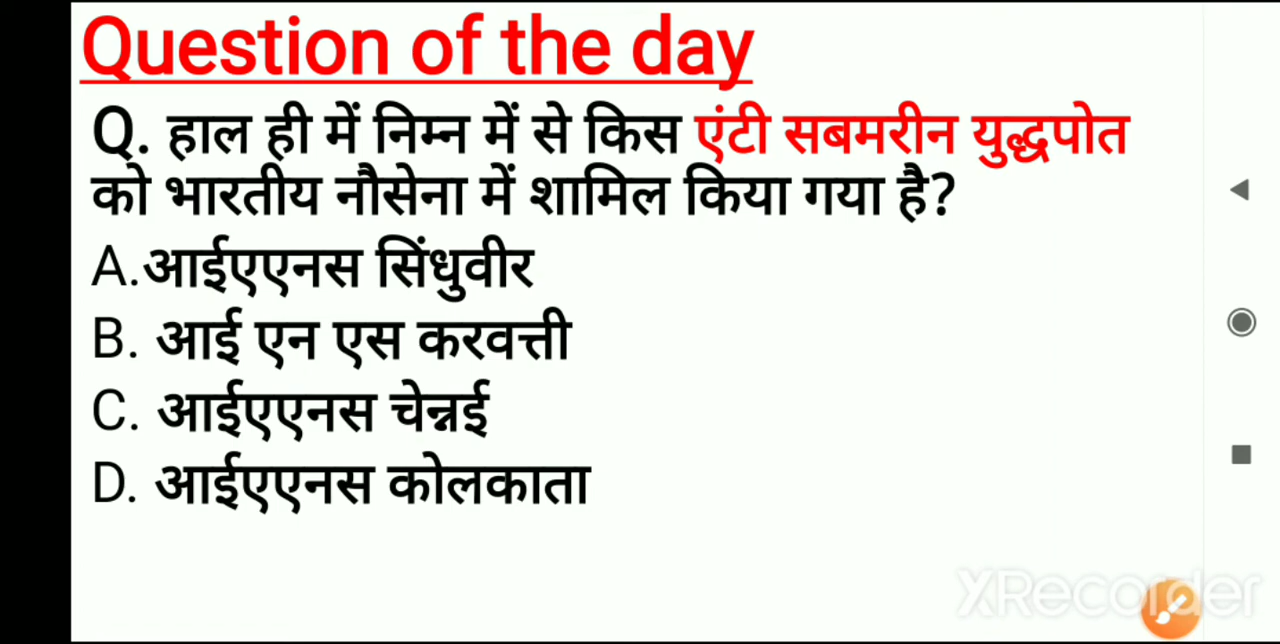 Question of the day
Q. हाल ही में निम्न में से किस एंटी सबमरीन युद्धपोत
को भारतीय नौसेना में शामिल किया गया है?
A.आईएएनस सिंधुवीर
B. आई एन एस करवत्ती
C. आईएएनस चेन्नई
D. आईएएनस कोलकाता
XRecorder